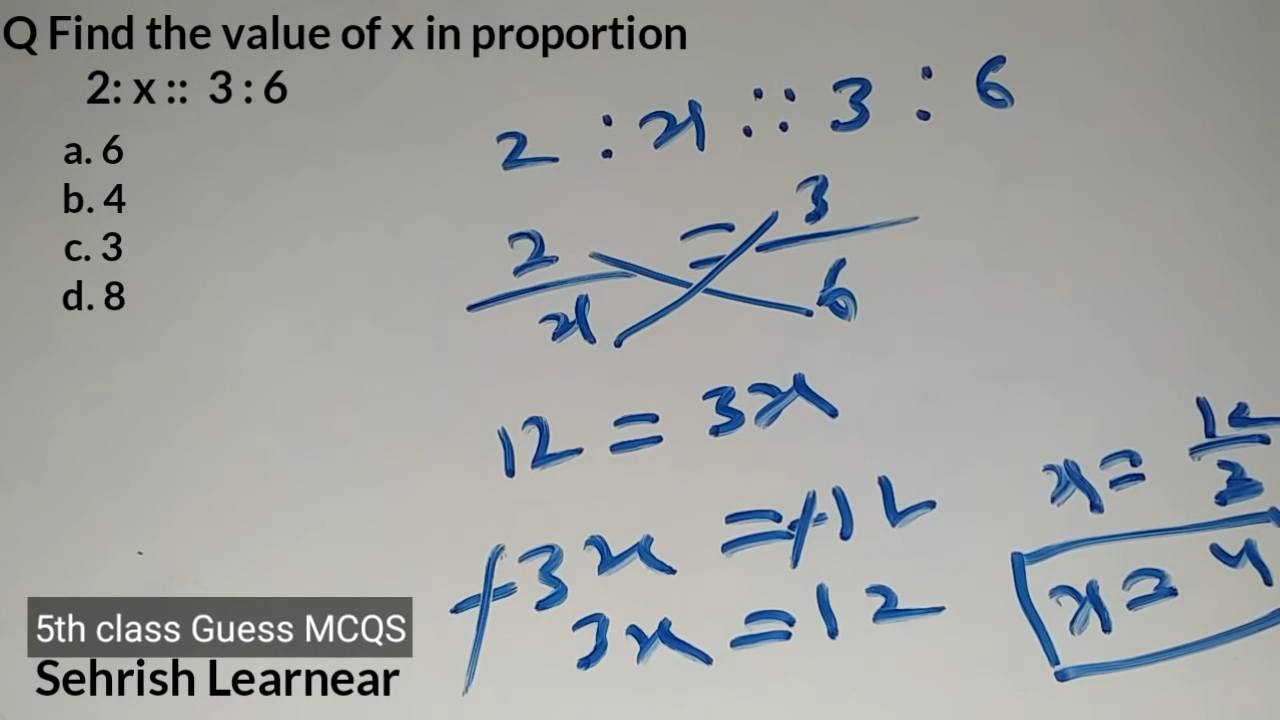 Q Find the value of x in proportion
2: x :: 3 : 6
a. 6
b. 4
c. 3
d. 8
2 : x :: 3 : 6
2/x = 3/6
12 = 3x
-3x = -12
3x = 12
x = 12/3
x = 4
5th class Guess MCQS
Sehrish Learnear